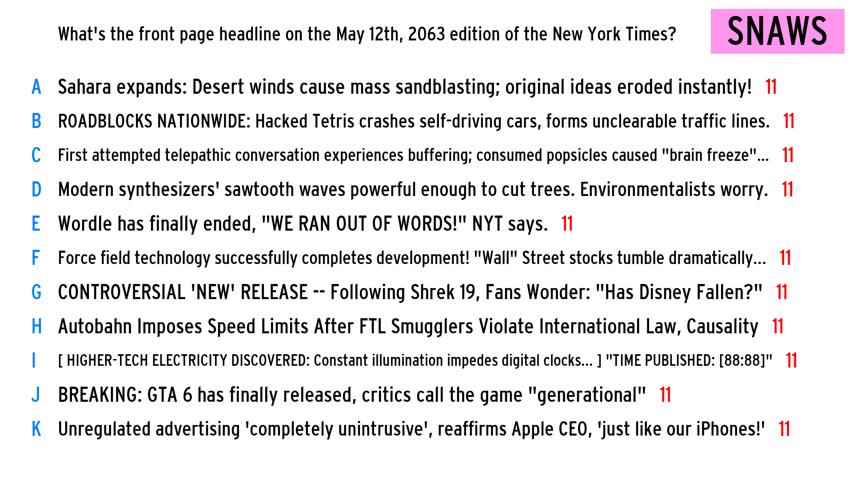 What's the front page headline on the May 12th, 2063 edition of the New York Times?
SNAWS
A Sahara expands: Desert winds cause mass sandblasting; original ideas eroded instantly! 11
B ROADBLOCKS NATIONWIDE: Hacked Tetris crashes self-driving cars, forms unclearable traffic lines. 11
C First attempted telepathic conversation experiences buffering; consumed popsicles caused "brain freeze"... 11
D Modern synthesizers' sawtooth waves powerful enough to cut trees. Environmentalists worry. 11
E Wordle has finally ended, "WE RAN OUT OF WORDS!" NYT says. 11
F Force field technology successfully completes development! "Wall" Street stocks tumble dramatically... 11
G CONTROVERSIAL 'NEW' RELEASE -- Following Shrek 19, Fans Wonder: "Has Disney Fallen?" 11
H Autobahn Imposes Speed Limits After FTL Smugglers Violate International Law, Causality 11
I [ HIGHER-TECH ELECTRICITY DISCOVERED: Constant illumination impedes digital clocks... ] "TIME PUBLISHED: [88:88]" 11
J BREAKING: GTA 6 has finally released, critics call the game "generational" 11
K Unregulated advertising 'completely unintrusive', reaffirms Apple CEO, 'just like our iPhones!' 11